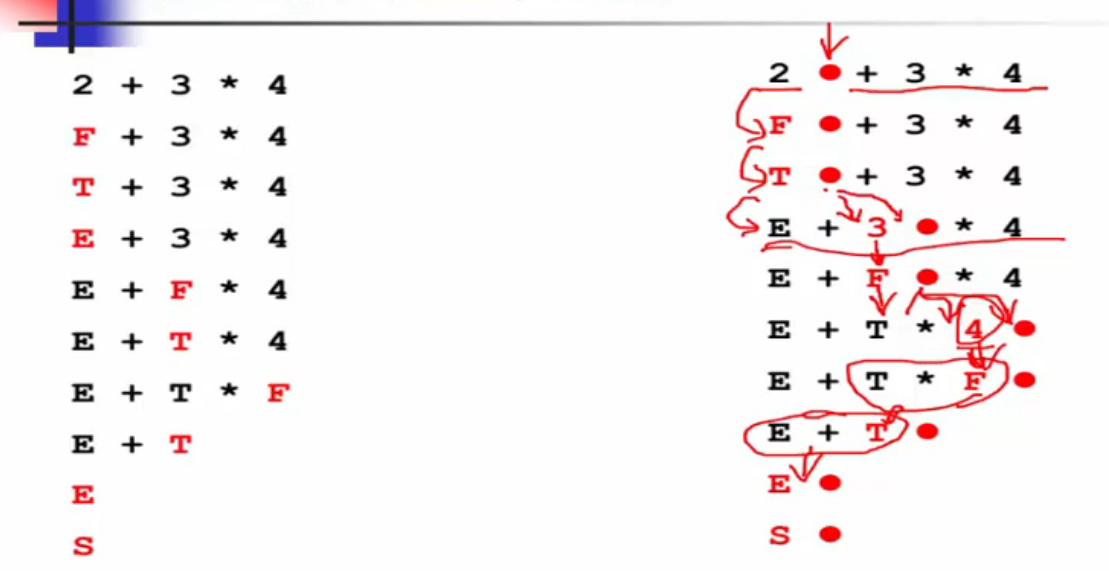 2 + 3 * 4
F + 3 * 4
T + 3 * 4
E + 3 * 4
E + F * 4
E + T * 4
E + T * F
E + T
E
S
2 ● + 3 * 4
F ● + 3 * 4
T ● + 3 * 4
E + 3 ● * 4
E + F ● * 4
E + T * 4 ●
E + T * F ●
E + T ●
E ●
S ●